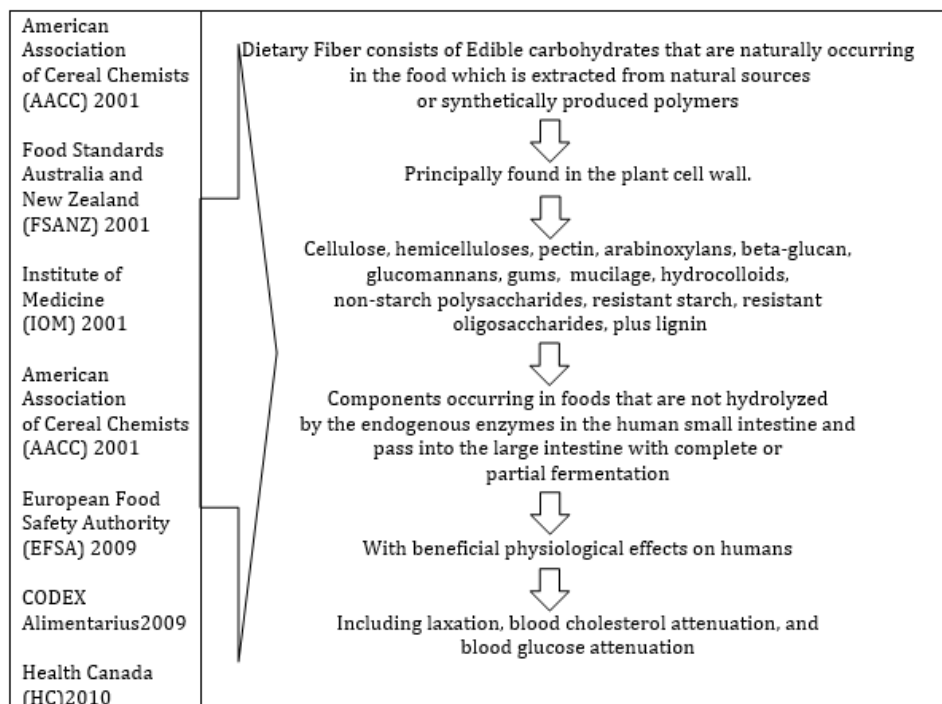 American
Association
of Cereal Chemists
(AACC) 2001
Food Standards
Australia and
New Zealand
(FSANZ) 2001
Institute of
Medicine
(IOM) 2001
American
Association
of Cereal Chemists
(AACC) 2001
European Food
Safety Authority
(EFSA) 2009
CODEX
Alimentarius2009
Health Canada
(HC)2010
Dietary Fiber consists of Edible carbohydrates that are naturally occurring
in the food which is extracted from natural sources
or synthetically produced polymers
Principally found in the plant cell wall.
Cellulose, hemicelluloses, pectin, arabinoxylans, beta-glucan,
glucomannans, gums, mucilage, hydrocolloids,
non-starch polysaccharides, resistant starch, resistant
oligosaccharides, plus lignin
Components occurring in foods that are not hydrolyzed
by the endogenous enzymes in the human small intestine and
pass into the large intestine with complete or
partial fermentation
With beneficial physiological effects on humans
Including laxation, blood cholesterol attenuation, and
blood glucose attenuation